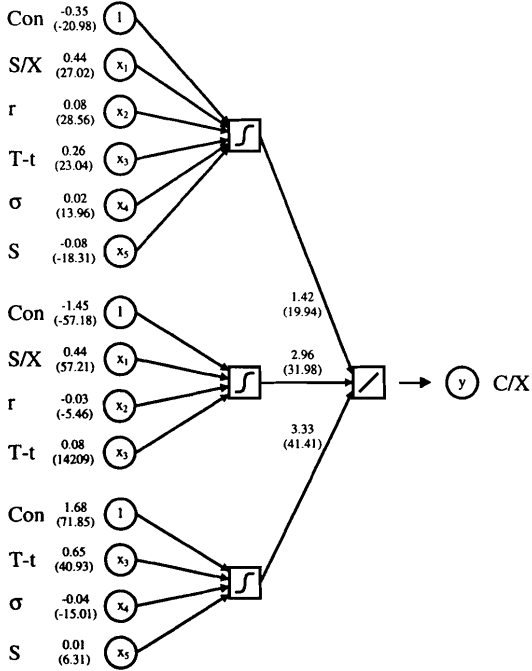 Con -0.35 (-20.98) 1
S/X 0.44 (27.02) x1
r 0.08 (28.56) x2
T-t 0.26 (23.04) x3
σ 0.02 (13.96) x4
S -0.08 (-18.31) x5
1.42
(19.94)
Con -1.45 (-57.18) 1
S/X 0.44 (57.21) x1
r -0.03 (-5.46) x2
T-t 0.08 (14209) x3
2.96
(31.98)
y C/X
3.33
(41.41)
Con 1.68 (71.85) 1
T-t 0.65 (40.93) x3
σ -0.04 (-15.01) x4
S 0.01 (6.31) x5